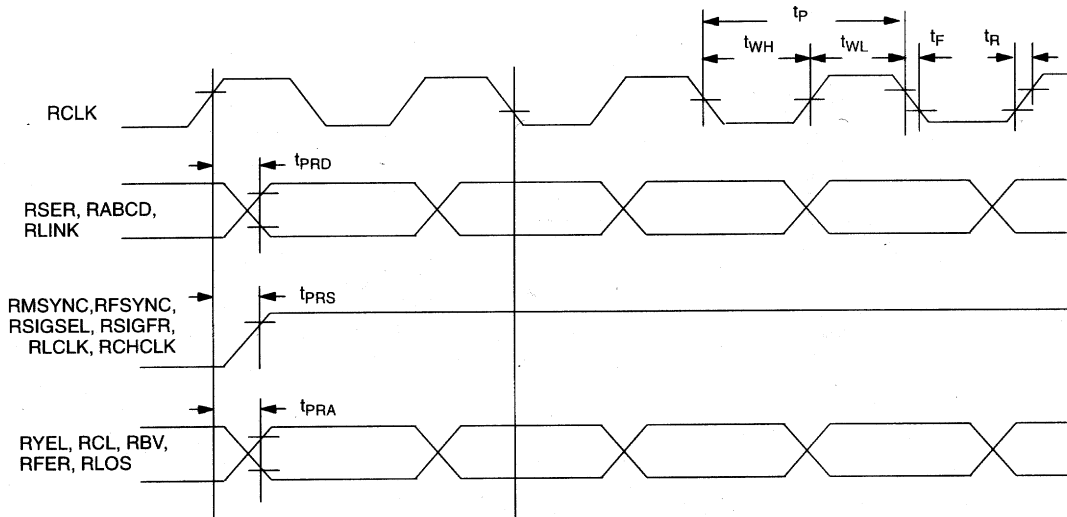 tP
tWH tWL tF tR
RCLK
tPRD
RSER, RABCD,
RLINK
tPRS
RMSYNC,RFSYNC,
RSIGSEL, RSIGFR,
RLCLK, RCHCLK
tPRA
RYEL, RCL, RBV,
RFER, RLOS